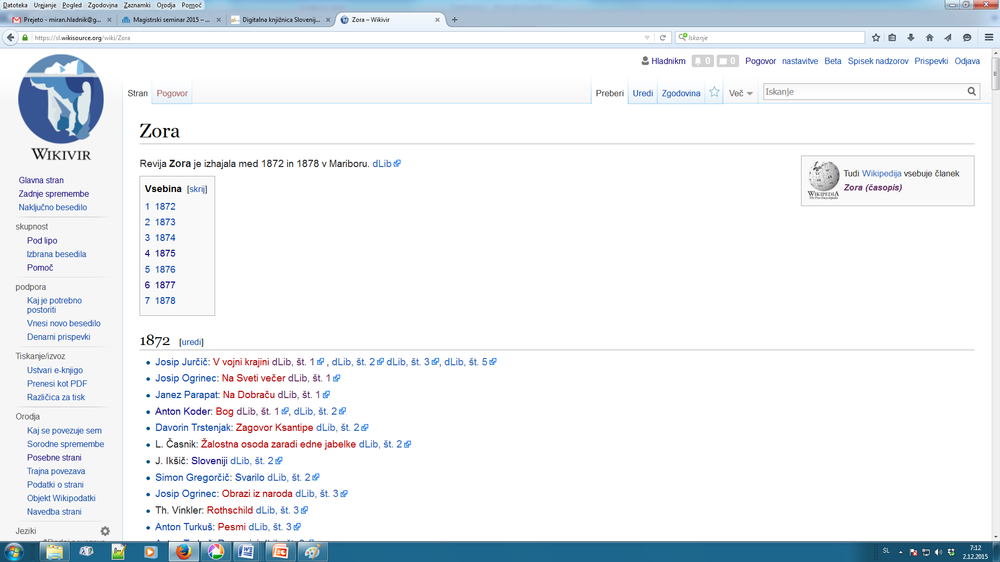 Datoteka Urejanje Pogled Zgodovina Zaznamki Orodja Pomoč
Prejeto - miran.hladnik@g... Magistrski seminar 2015 – ... Digitalna knjižnica Slovenij... Zora – Wikivir
https://sl.wikisource.org/wiki/Zora Iskanje
Hladnikm 0 0 Pogovor nastavitve Beta Spisek nadzorov Prispevki Odjava
Stran Pogovor Preberi Uredi Zgodovina Več Iskanje
WIKIVIR
Glavna stran
Zadnje spremembe
Naključno besedilo
skupnost
Pod lipo
Izbrana besedila
Pomoč
podpora
Kaj je potrebno
postoriti
Vnesi novo besedilo
Denarni prispevki
Tiskanje/izvoz
Ustvari e-knjigo
Prenesi kot PDF
Različica za tisk
Orodja
Kaj se povezuje sem
Sorodne spremembe
Posebne strani
Trajna povezava
Podatki o strani
Objekt Wikipodatki
Navedba strani
Jeziki
Zora
Revija Zora je izhajala med 1872 in 1878 v Mariboru. dLib
Tudi Wikipedija vsebuje članek
Zora (časopis)
WIKIPEDIA
The Free Encyclopedia
Vsebina [skrij]
1 1872
2 1873
3 1874
4 1875
5 1876
6 1877
7 1878
1872 [uredi]
Josip Jurčič: V vojni krajini dLib, št. 1 , dLib, št. 2 dLib, št. 3, dLib, št. 5
Josip Ogrinec: Na Sveti večer dLib, št. 1
Janez Parapat: Na Dobraču dLib, št. 1
Anton Koder: Bog dLib, št. 1, dLib, št. 2
Davorin Trstenjak: Zagovor Ksantipe dLib, št. 2
L. Časnik: Žalostna osoda zaradi edne jabelke dLib, št. 2
J. Ikšič: Sloveniji dLib, št. 2
Simon Gregorčič: Svarilo dLib, št. 2
Josip Ogrinec: Obrazi iz naroda dLib, št. 3
Th. Vinkler: Rothschild dLib, št. 3
Anton Turkuš: Pesmi dLib, št. 3
SL 7:12
2.12.2015